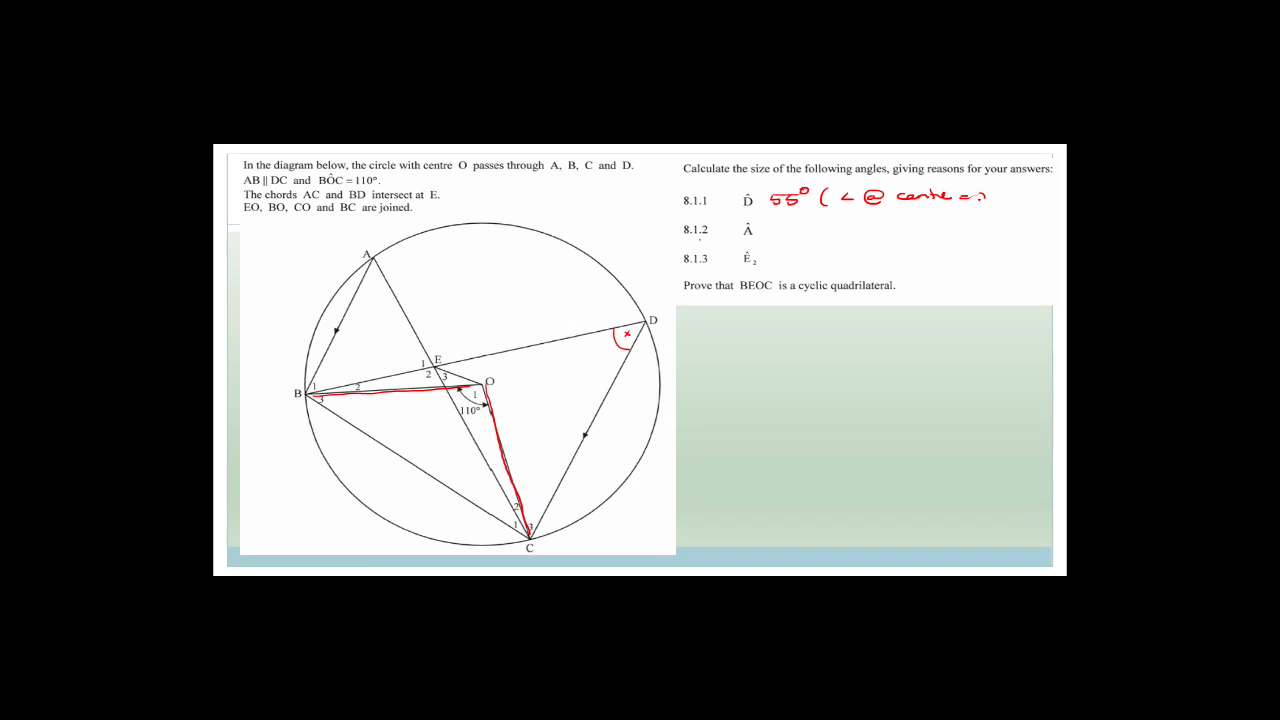 In the diagram below, the circle with centre O passes through A, B, C and D.
AB || DC and BÔC = 110°.
The chords AC and BD intersect at E.
EO, BO, CO and BC are joined.
A
D
x
E
1
2
3
O
1
110°
B
1
2
3
2
1
3
C
Calculate the size of the following angles, giving reasons for your answers:
8.1.1 D̂ 55° ( < @ centre =
8.1.2 Â
8.1.3 Ê₂
Prove that BEOC is a cyclic quadrilateral.